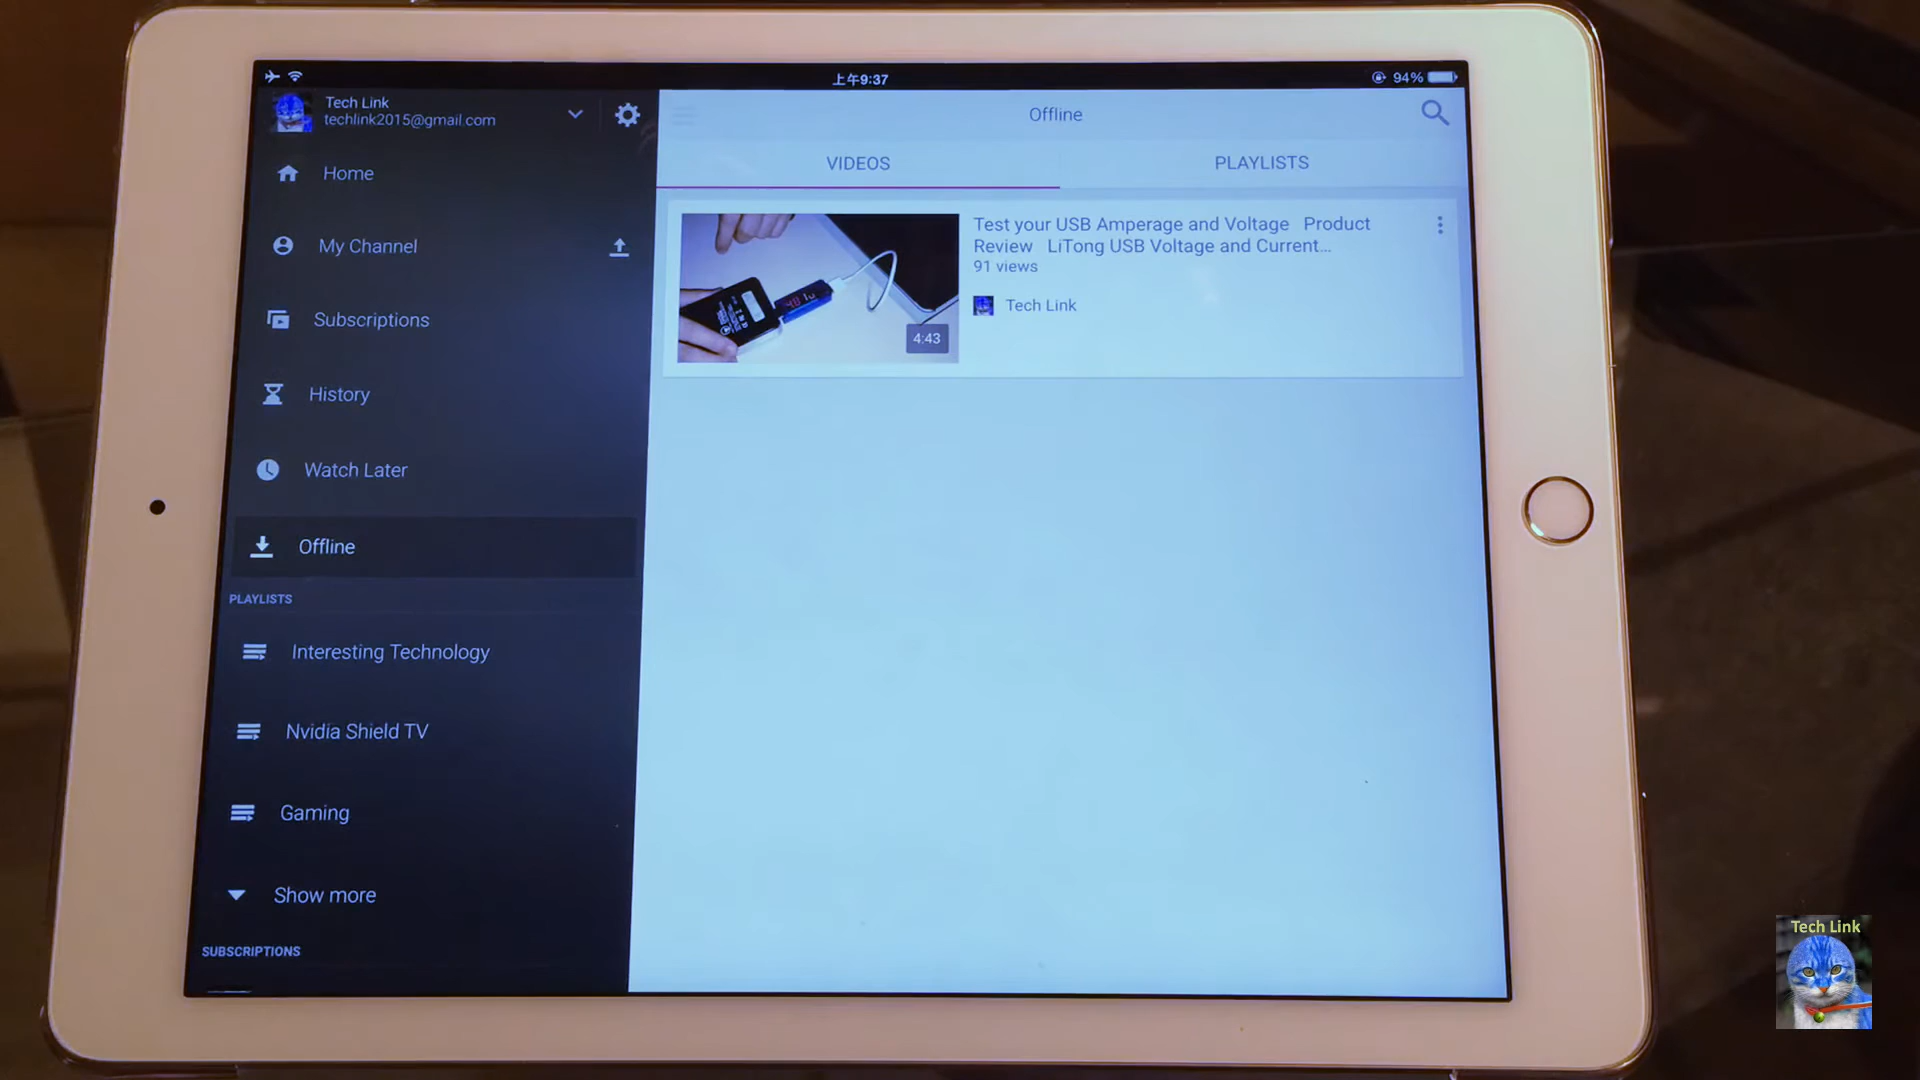 上午9:37
94%
Tech Link
techlink2015@gmail.com
Home
My Channel
Subscriptions
History
Watch Later
Offline
PLAYLISTS
Interesting Technology
Nvidia Shield TV
Gaming
Show more
SUBSCRIPTIONS
Offline
VIDEOS
PLAYLISTS
Test your USB Amperage and Voltage Product
Review LiTong USB Voltage and Current...
91 views
Tech Link
4:43
Tech Link